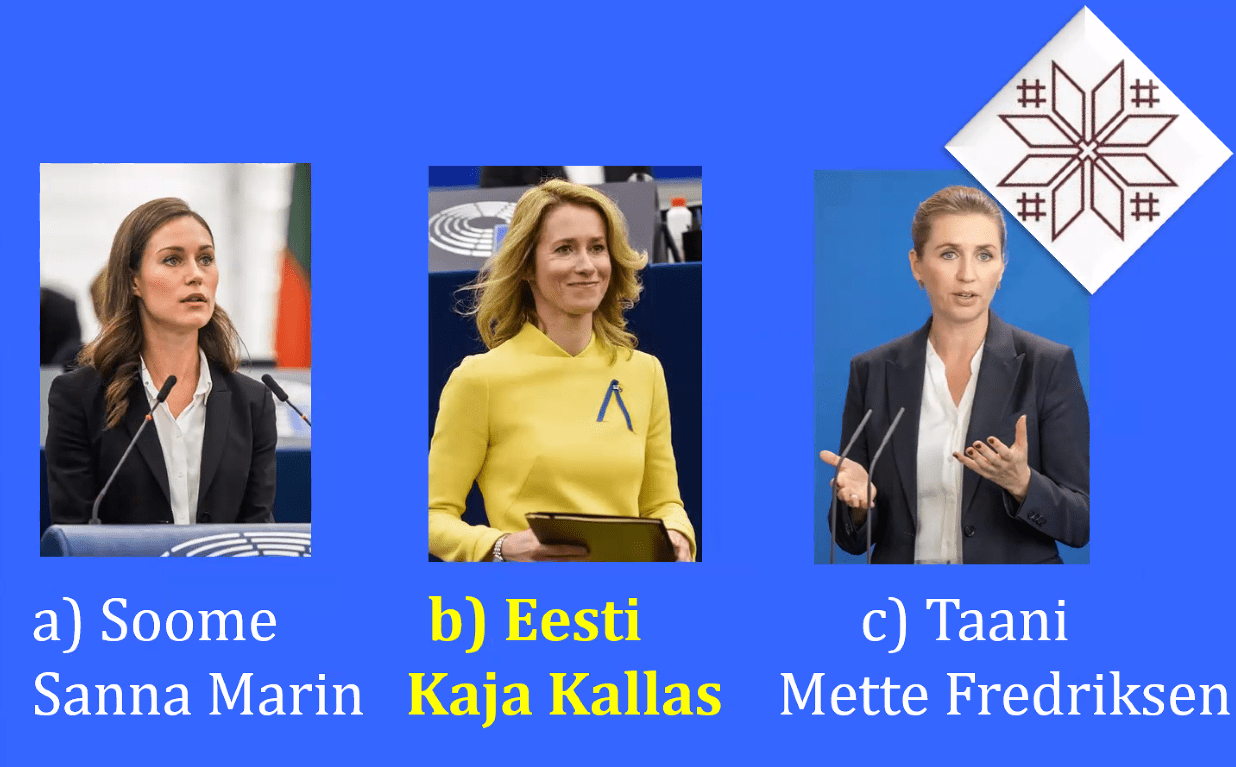 a) Soome
Sanna Marin
b) Eesti
Kaja Kallas
c) Taani
Mette Fredriksen